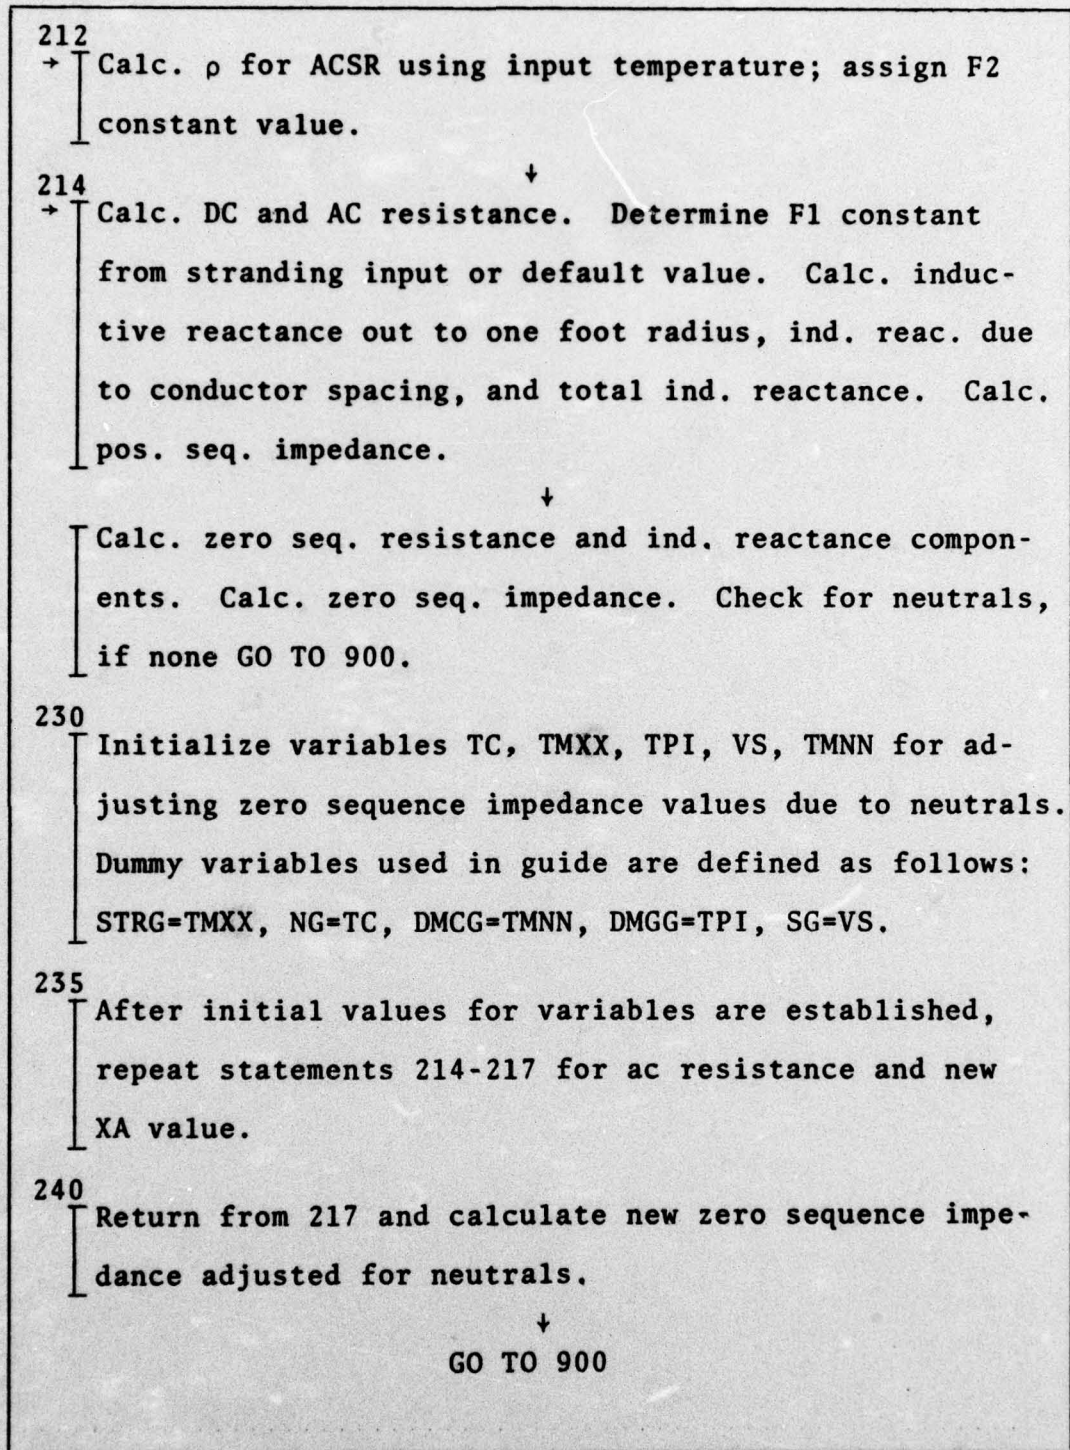 212
→ Calc. ρ for ACSR using input temperature; assign F2
constant value.
↓
214
→ Calc. DC and AC resistance. Determine F1 constant
from stranding input or default value. Calc. induc-
tive reactance out to one foot radius, ind. reac. due
to conductor spacing, and total ind. reactance. Calc.
pos. seq. impedance.
↓
Calc. zero seq. resistance and ind. reactance compon-
ents. Calc. zero seq. impedance. Check for neutrals,
if none GO TO 900.
230
Initialize variables TC, TMXX, TPI, VS, TMNN for ad-
justing zero sequence impedance values due to neutrals.
Dummy variables used in guide are defined as follows:
STRG=TMXX, NG=TC, DMCG=TMNN, DMGG=TPI, SG=VS.
235
After initial values for variables are established,
repeat statements 214-217 for ac resistance and new
XA value.
240
Return from 217 and calculate new zero sequence impe-
dance adjusted for neutrals.
↓
GO TO 900